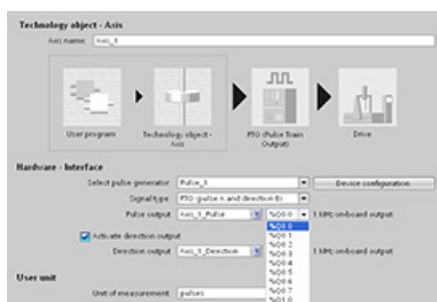 Technology object - Axis
Axis name: Axis_1
User program
Technology object - Axis
PTO (Pulse Train Output)
Drive
Hardware - Interface
Select pulse generator: Pulse_1
Device configuration
Signal type: PTO (pulse A and direction B)
Pulse output: Axis_1_Pulse %Q0.0 1 MHz on-board output
%Q0.0
Activate direction output
%Q0.1
%Q0.2
Direction output: Axis_1_Direction 1 MHz on-board output
%Q0.3
%Q0.4
%Q0.5
User unit
%Q0.6
Unit of measurement: pulses
%Q0.7
%Q1.0